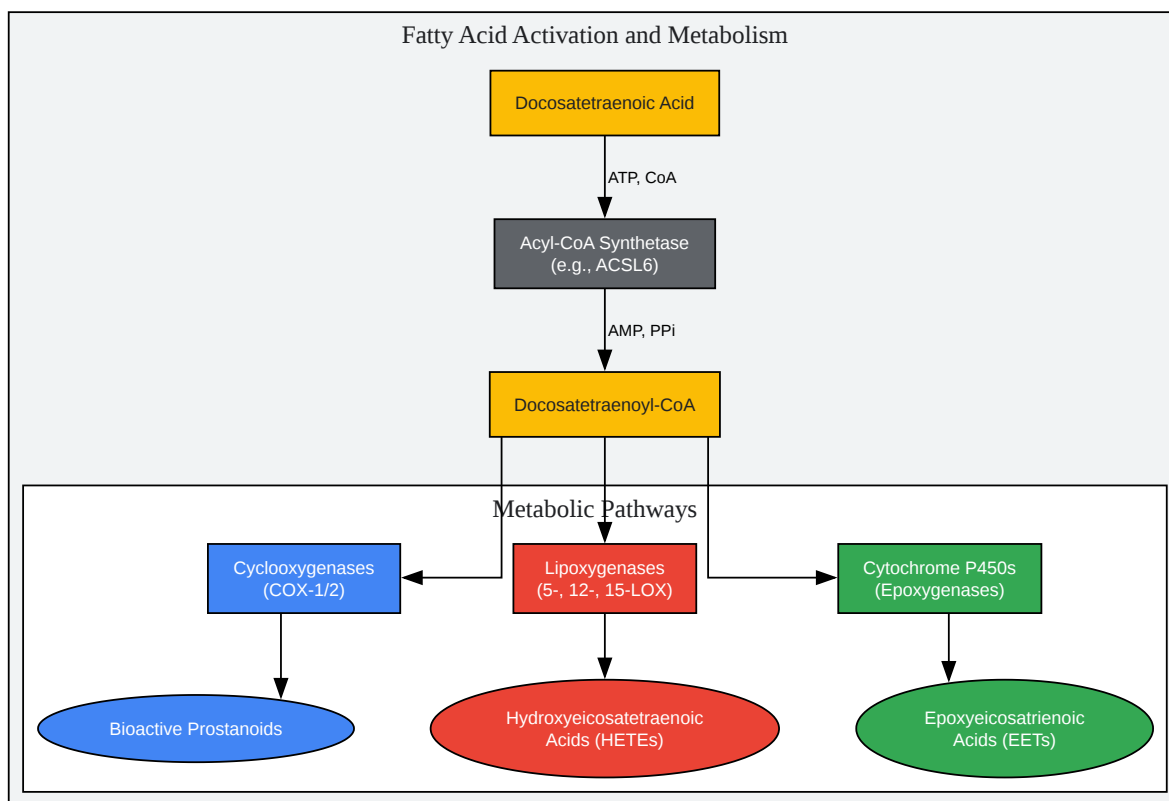 Fatty Acid Activation and Metabolism
Docosatetraenoic Acid
ATP, CoA
Acyl-CoA Synthetase
(e.g., ACSL6)
AMP, PPi
Docosatetraenoyl-CoA
Metabolic Pathways
Cyclooxygenases
(COX-1/2)
Lipoxygenases
(5-, 12-, 15-LOX)
Cytochrome P450s
(Epoxygenases)
Bioactive Prostanoids
Hydroxyeicosatetraenoic
Acids (HETEs)
Epoxyeicosatrienoic
Acids (EETs)